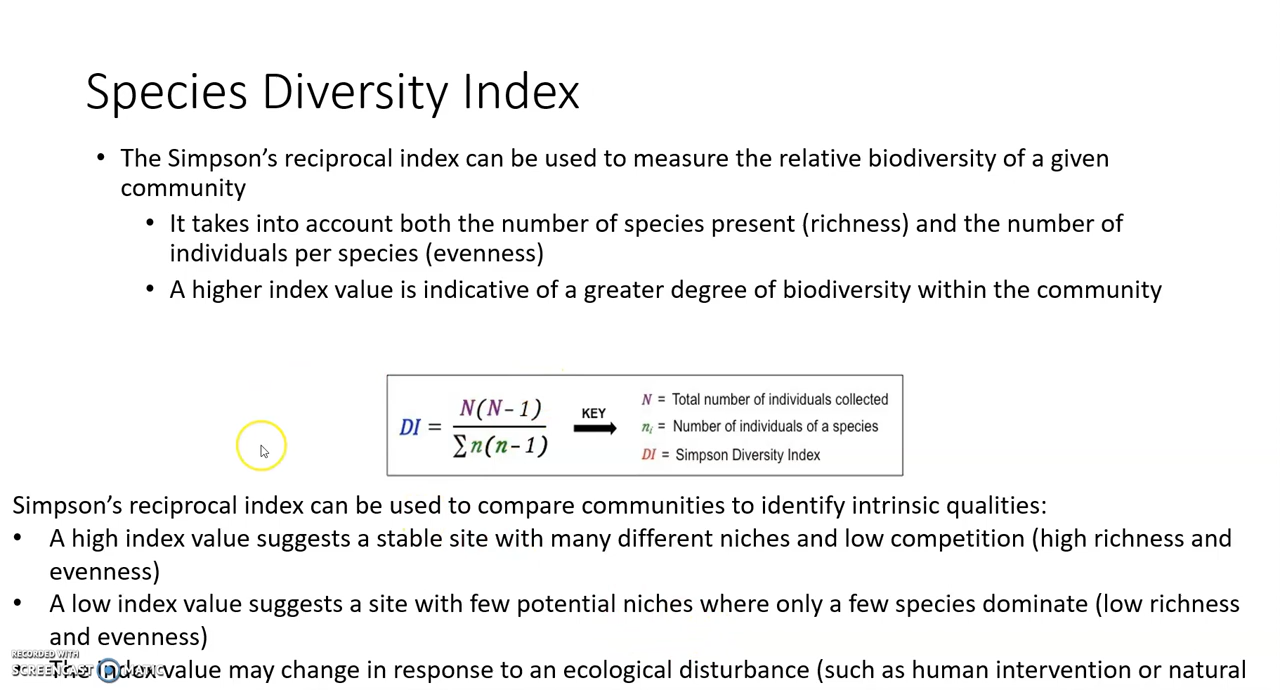 Species Diversity Index
• The Simpson's reciprocal index can be used to measure the relative biodiversity of a given
community
• It takes into account both the number of species present (richness) and the number of
individuals per species (evenness)
• A higher index value is indicative of a greater degree of biodiversity within the community
DI = N(N-1) / ∑n(n-1)
KEY
N = Total number of individuals collected
nᵢ = Number of individuals of a species
DI = Simpson Diversity Index
Simpson's reciprocal index can be used to compare communities to identify intrinsic qualities:
• A high index value suggests a stable site with many different niches and low competition (high richness and
evenness)
• A low index value suggests a site with few potential niches where only a few species dominate (low richness
and evenness)
RECORDED WITH
SCREENCAST MATIC
• The index value may change in response to an ecological disturbance (such as human intervention or natural